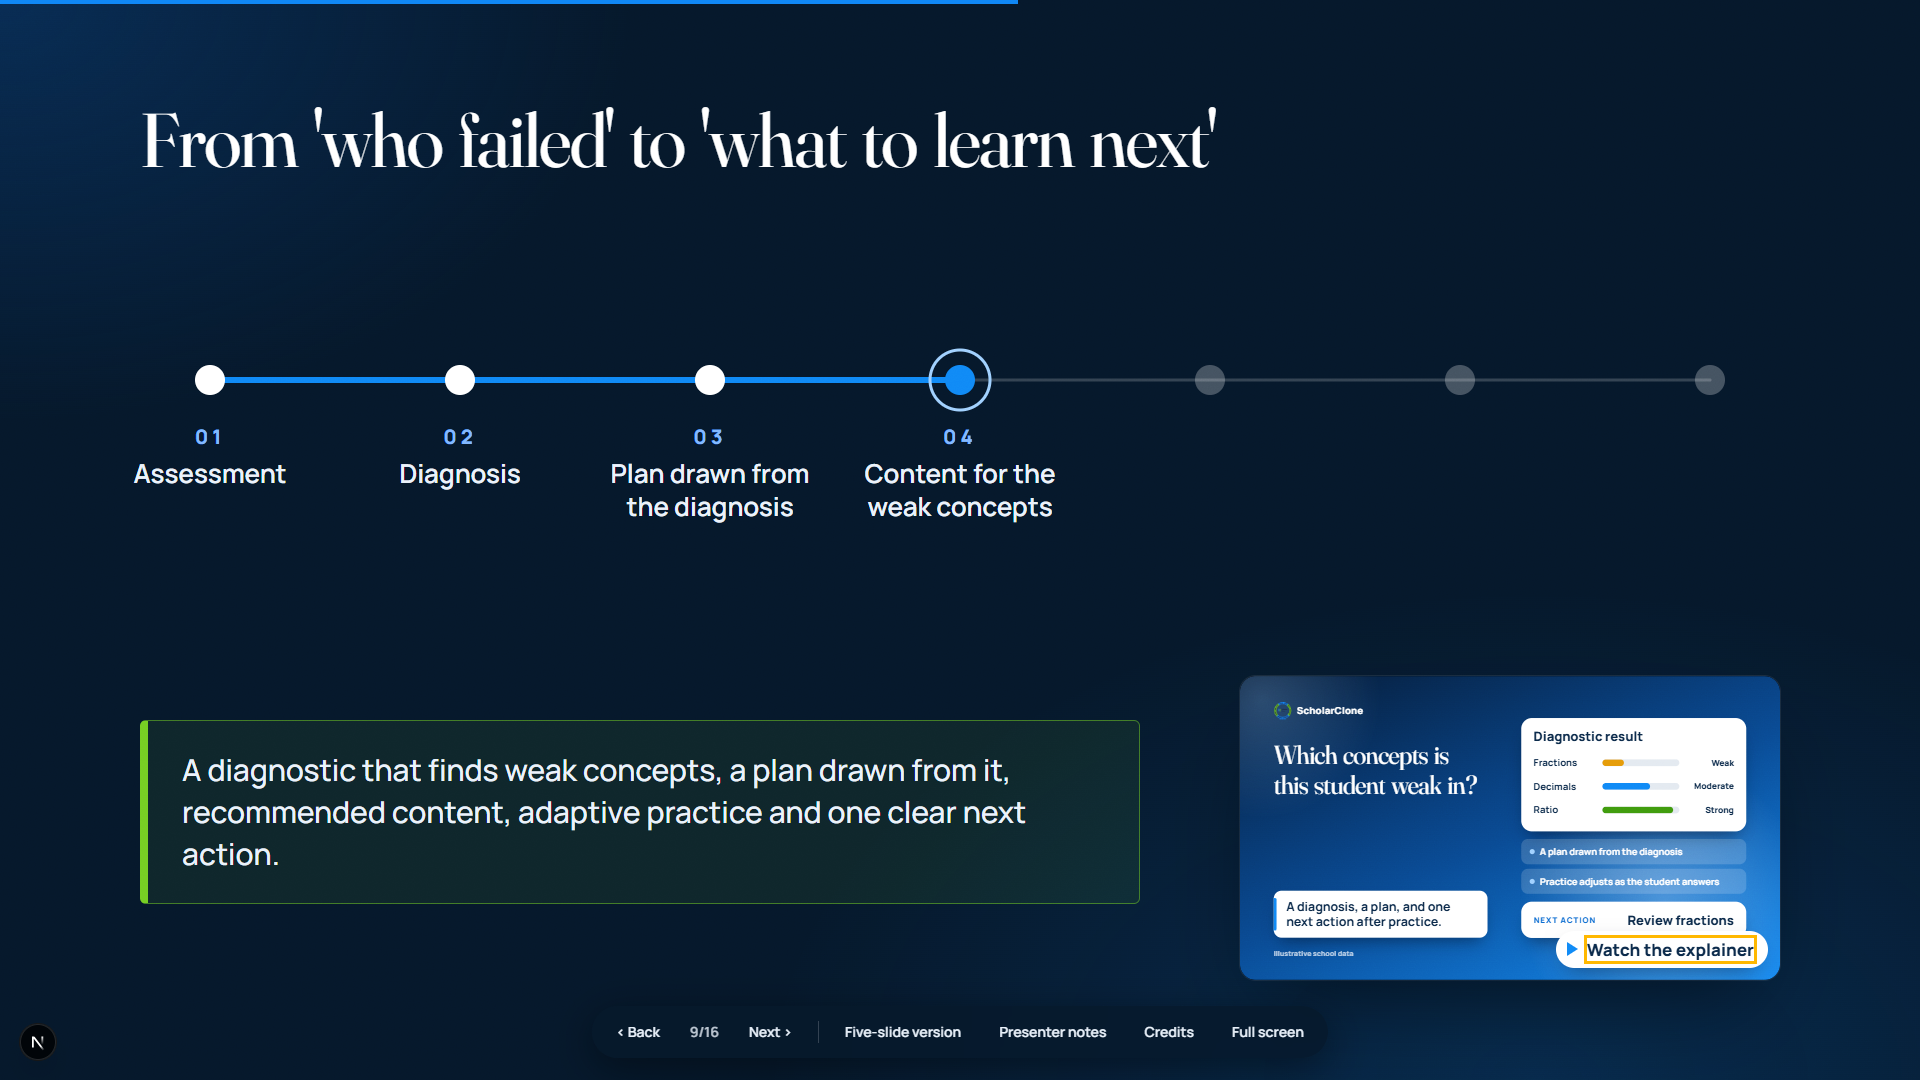 From 'who failed' to 'what to learn next'
01
Assessment
02
Diagnosis
03
Plan drawn from
the diagnosis
04
Content for the
weak concepts
A diagnostic that finds weak concepts, a plan drawn from it,
recommended content, adaptive practice and one clear next
action.
ScholarClone
Which concepts is
this student weak in?
A diagnosis, a plan, and one
next action after practice.
Illustrative school data
Diagnostic result
Fractions Weak
Decimals Moderate
Ratio Strong
A plan drawn from the diagnosis
Practice adjusts as the student answers
NEXT ACTION Review fractions
Watch the explainer
N
‹ Back 9/16 Next › Five-slide version Presenter notes Credits Full screen